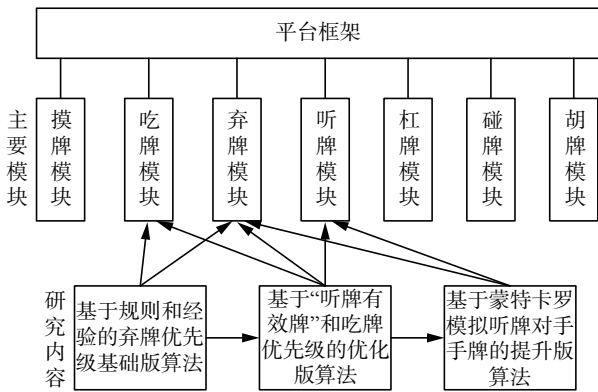 平台框架
主要模块
摸牌模块
吃牌模块
弃牌模块
听牌模块
杠牌模块
碰牌模块
胡牌模块
研究内容
基于规则和经
验的弃牌优先
级基础版算法
基于“听牌有
效牌”和吃牌
优先级的优化
版算法
基于蒙特卡罗
模拟听牌对手
手牌的提升版
算法